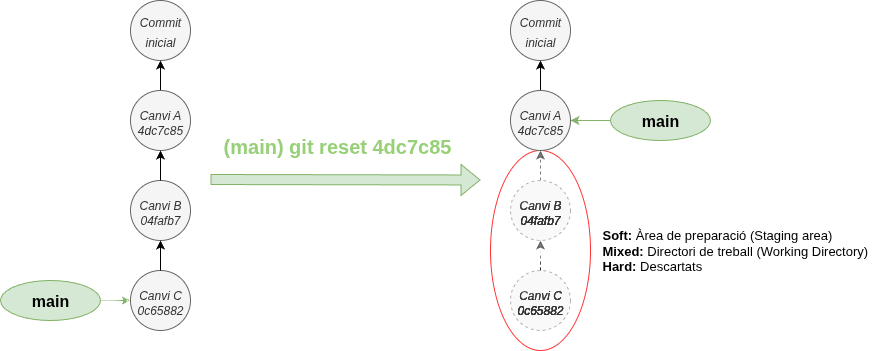 Commit
inicial
Canvi A
4dc7c85
Canvi B
04fafb7
Canvi C
0c65882
main
(main) git reset 4dc7c85
Commit
inicial
Canvi A
4dc7c85
main
Canvi B
04fafb7
Canvi C
0c65882
Soft: Àrea de preparació (Staging area)
Mixed: Directori de treball (Working Directory)
Hard: Descartats